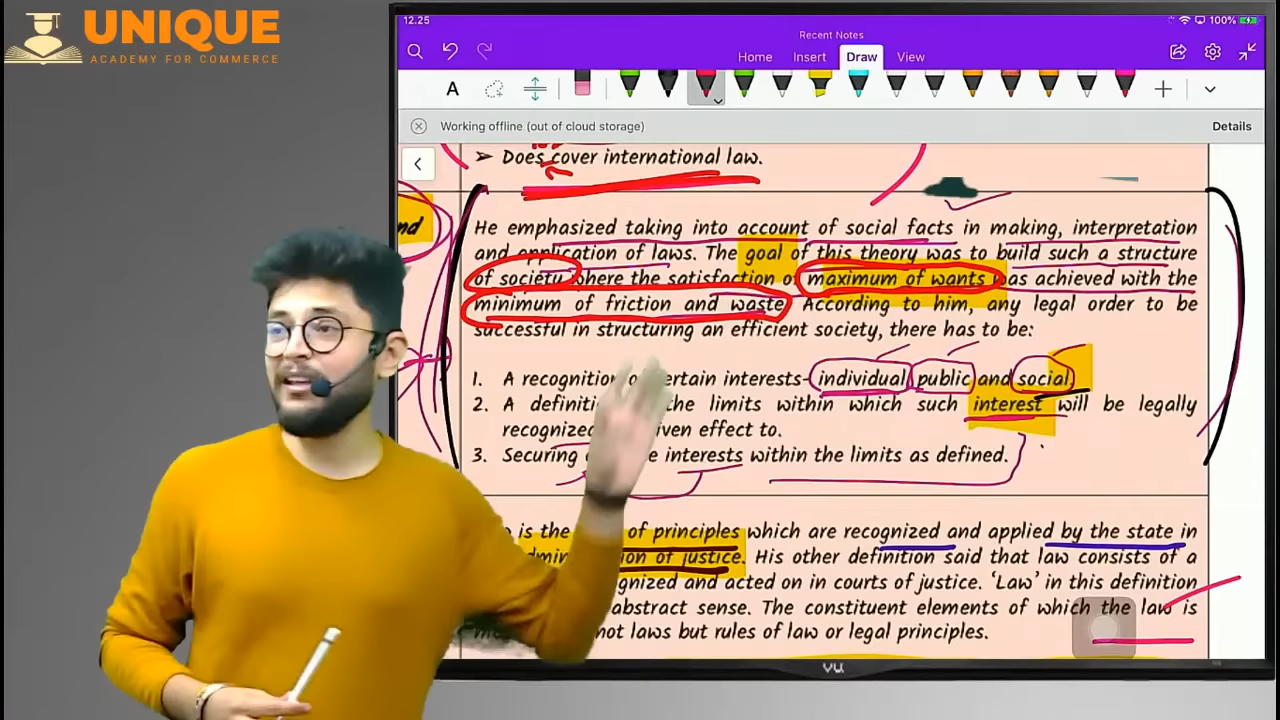 UNIQUE
ACADEMY FOR COMMERCE
12.25
100%
Recent Notes
Home Insert Draw View
A
Working offline (out of cloud storage)
Details
➤ Does cover international law.
nd
He emphasized taking into account of social facts in making, interpretation
and application of laws. The goal of this theory was to build such a structure
of society where the satisfaction of maximum of wants was achieved with the
minimum of friction and waste. According to him, any legal order to be
successful in structuring an efficient society, there has to be:
1. A recognition of certain interests- individual, public and social.
2. A the limits within which such interest will be legally
recognized given effect to.
3. Securing interests within the limits as defined.
is the of principles which are recognized and applied by the state in
ion of justice. His other definition said that law consists of a
gnized and acted on in courts of justice. ‘Law’ in this definition
abstract sense. The constituent elements of which the law is
not laws but rules of law or legal principles.
VU